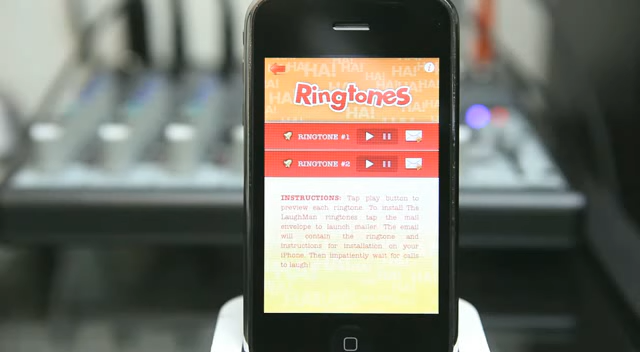 HA! HA! HA!
Ringtones
RINGTONE #1
RINGTONE #2
INSTRUCTIONS: Tap play button to
preview each ringtone. To install The
LaughMan ringtones tap the mail
envelope to launch mailer. The email
will contain the ringtone and
instructions for installation on your
iPhone. Then impatiently wait for calls
to laugh!